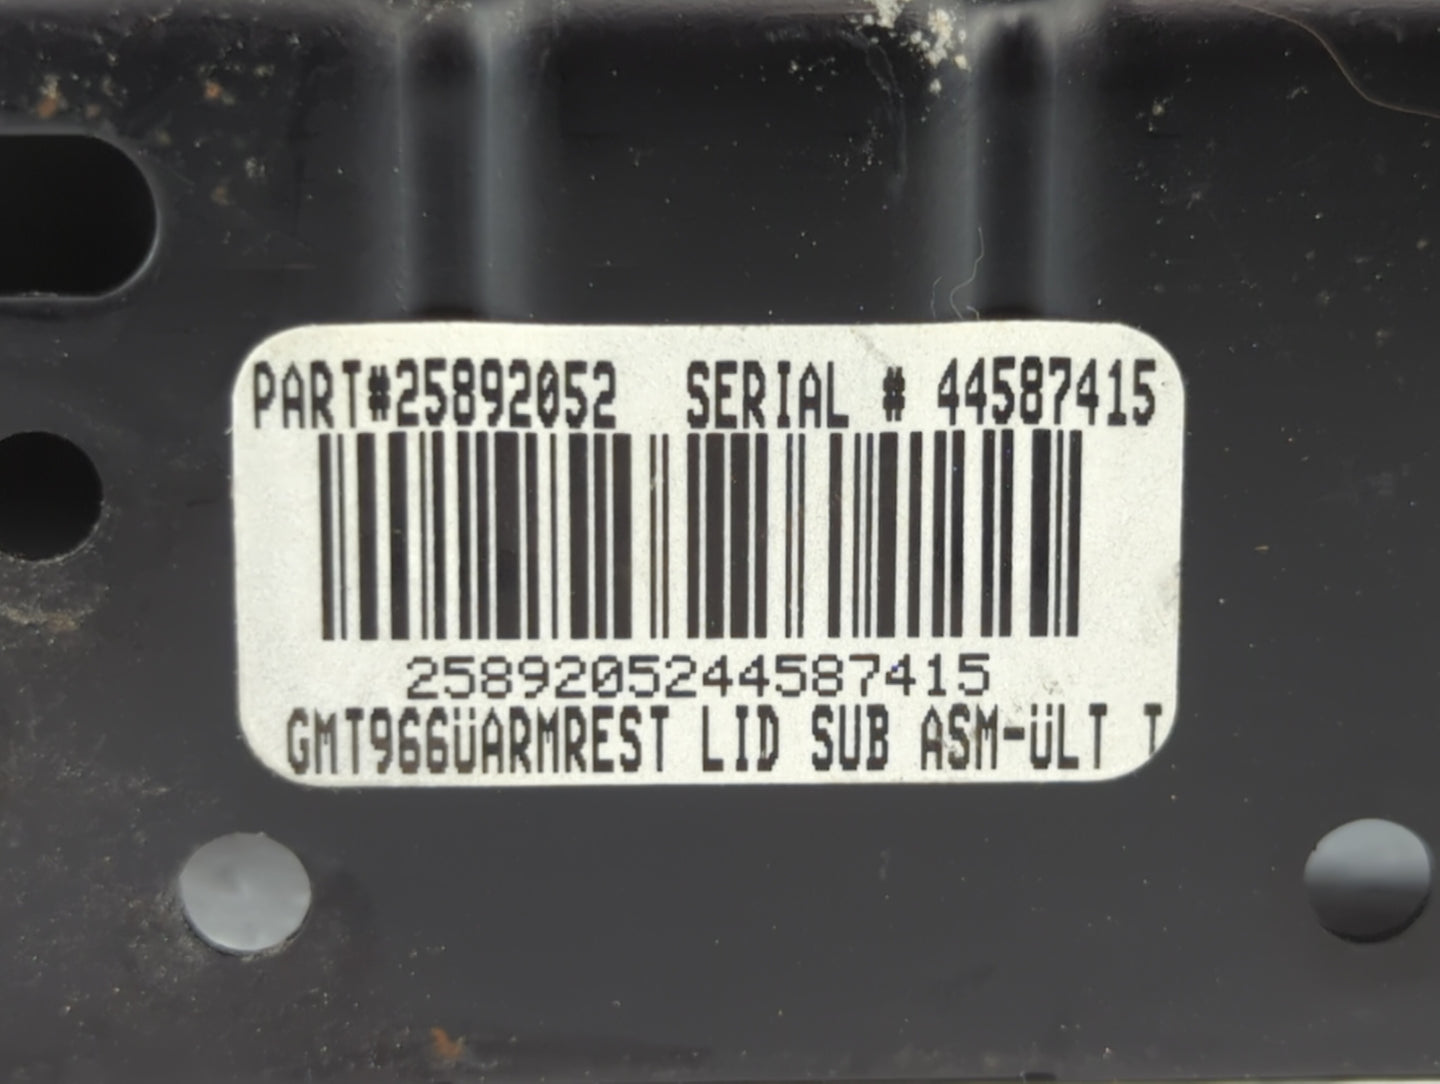 PART#25892052 SERIAL # 44587415
2589205244587415
GMT966üARMREST LID SUB ASM-üLT T